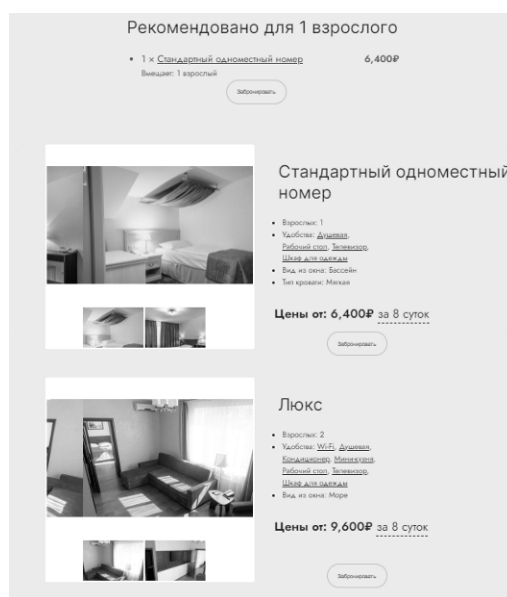 Рекомендовано для 1 взрослого
1 × Стандартный одноместный номер 6,400₽
Вмещает: 1 взрослый
Забронировать
Стандартный одноместный
номер
Взрослых: 1
Удобства: Душевая,
Рабочий стол, Телевизор,
Шкаф для одежды
Вид из окна: Бассейн
Тип кровати: Мягкая
Цены от: 6,400₽ за 8 суток
Забронировать
Люкс
Взрослых: 2
Удобства: Wi-Fi, Душевая,
Кондиционер, Мини-кухня,
Рабочий стол, Телевизор,
Шкаф для одежды
Вид из окна: Море
Цены от: 9,600₽ за 8 суток
Забронировать